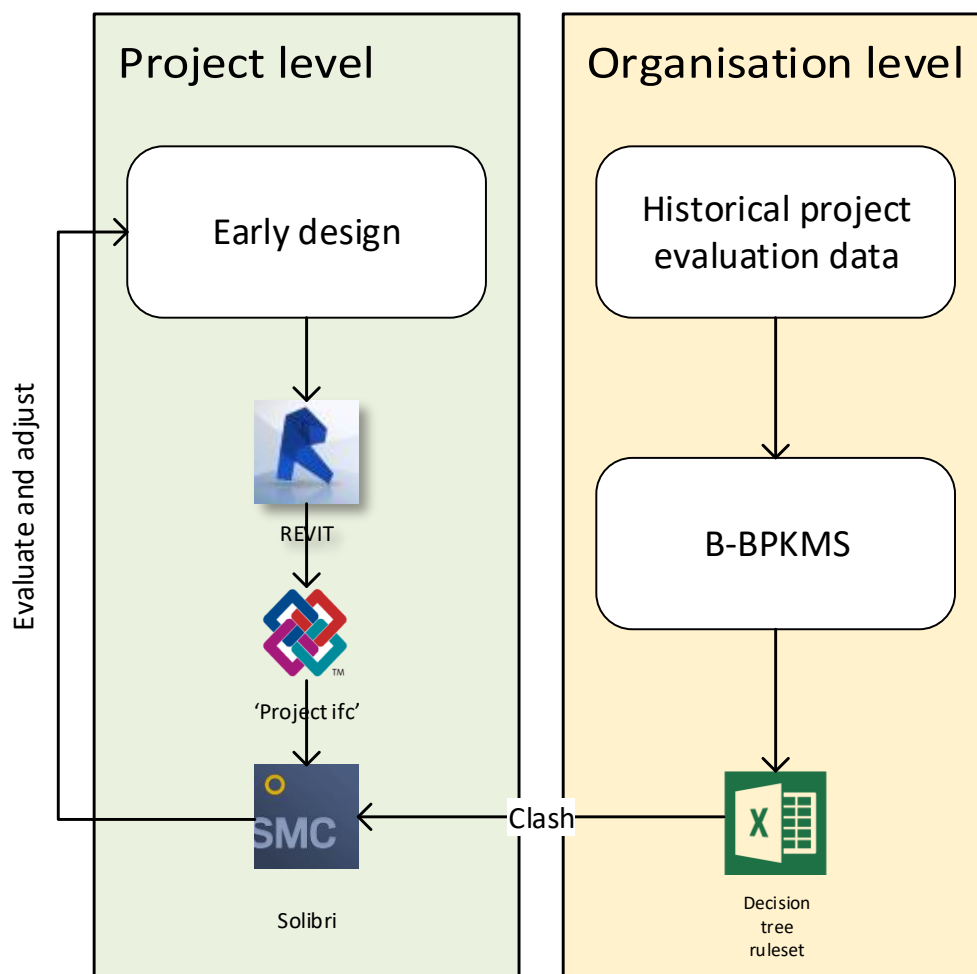 Project level
Early design
REVIT
TM
‘Project ifc’
SMC
Solibri
Evaluate and adjust
Clash
Organisation level
Historical project
evaluation data
B-BPKMS
X
Decision
tree
ruleset